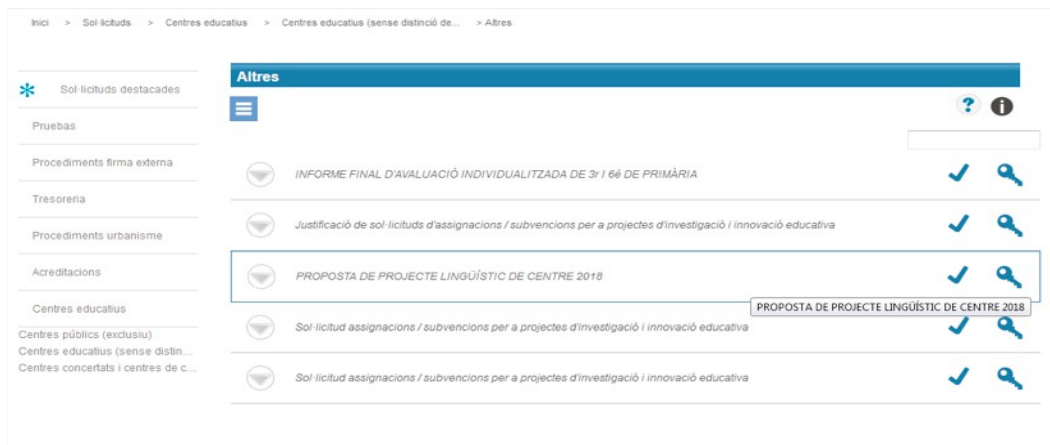 Inici > Sol·licituds > Centres educatius > Centres educatius (sense distinció de... > Altres
Sol·licituds destacades
Pruebas
Procediments firma externa
Tresoreria
Procediments urbanisme
Acreditacions
Centres educatius
Centres públics (exclusiu)
Centres educatius (sense distin...
Centres concertats i centres de c...
Altres
INFORME FINAL D'AVALUACIÓ INDIVIDUALITZADA DE 3r I 6é DE PRIMÀRIA
Justificació de sol·licituds d'assignacions / subvencions per a projectes d'investigació i innovació educativa
PROPOSTA DE PROJECTE LINGÜÍSTIC DE CENTRE 2018
PROPOSTA DE PROJECTE LINGÜÍSTIC DE CENTRE 2018
Sol·licitud assignacions / subvencions per a projectes d'investigació i innovació educativa
Sol·licitud assignacions / subvencions per a projectes d'investigació i innovació educativa